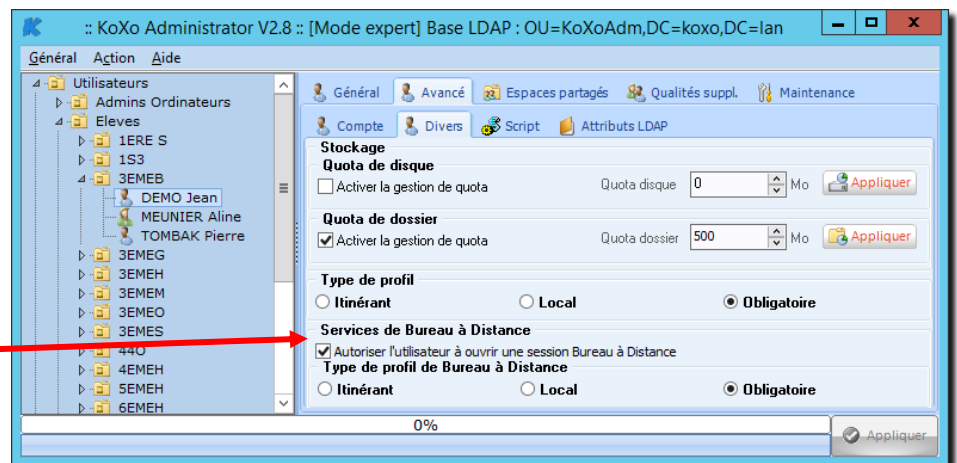 :: KoXo Administrator V2.8 :: [Mode expert] Base LDAP : OU=KoXoAdm,DC=koxo,DC=lan
Général Action Aide
Utilisateurs
Admins Ordinateurs
Eleves
1ERE S
1S3
3EMEB
DEMO Jean
MEUNIER Aline
TOMBAK Pierre
3EMEG
3EMEH
3EMEM
3EMEO
3EMES
44O
4EMEH
5EMEH
6EMEH
Général Avancé Espaces partagés Qualités suppl. Maintenance
Compte Divers Script Attributs LDAP
Stockage
Quota de disque
Activer la gestion de quota Quota disque 0 Mo Appliquer
Quota de dossier
Activer la gestion de quota Quota dossier 500 Mo Appliquer
Type de profil
Itinérant Local Obligatoire
Services de Bureau à Distance
Autoriser l'utilisateur à ouvrir une session Bureau à Distance
Type de profil de Bureau à Distance
Itinérant Local Obligatoire
0%
Appliquer